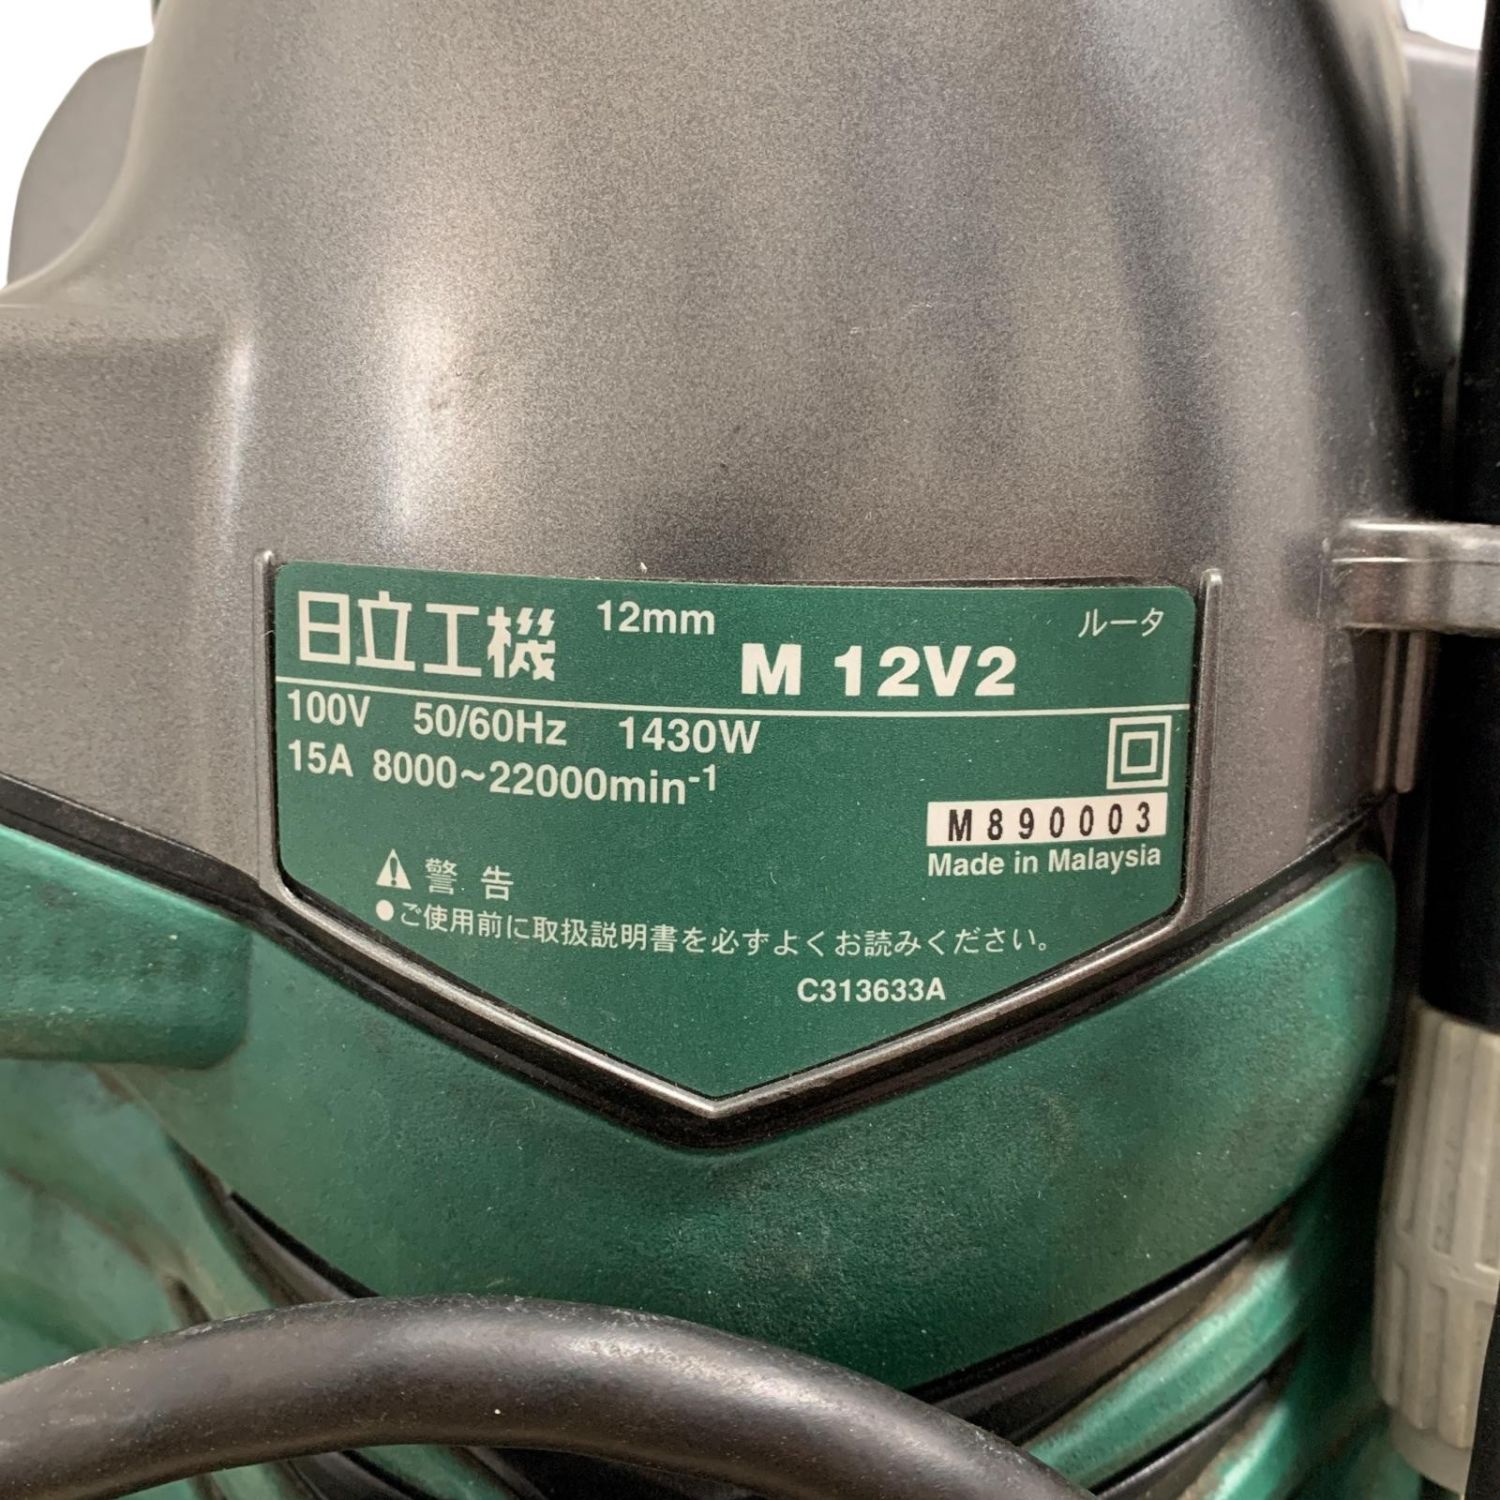 日立工機 12mm M 12V2 ルータ
100V 50/60Hz 1430W
15A 8000~22000min-1
M890003
Made in Malaysia
警告
●ご使用前に取扱説明書を必ずよくお読みください。
C313633A